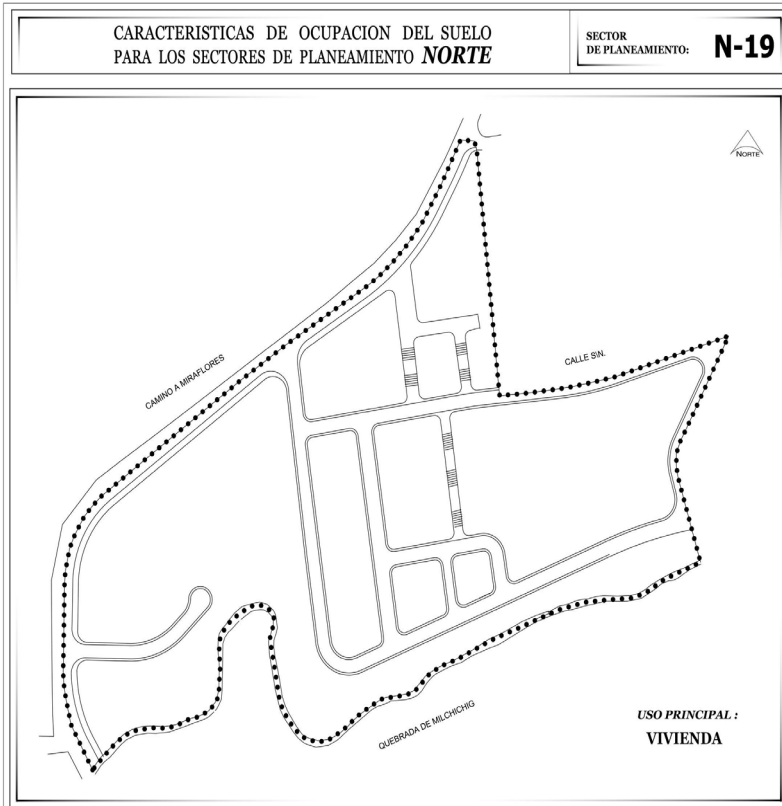 CARACTERISTICAS DE OCUPACION DEL SUELO
PARA LOS SECTORES DE PLANEAMIENTO NORTE
SECTOR
DE PLANEAMIENTO:
N-19
NORTE
CAMINO A MIRAFLORES
CALLE S\N.
QUEBRADA DE MILCHICHIG
USO PRINCIPAL :
VIVIENDA